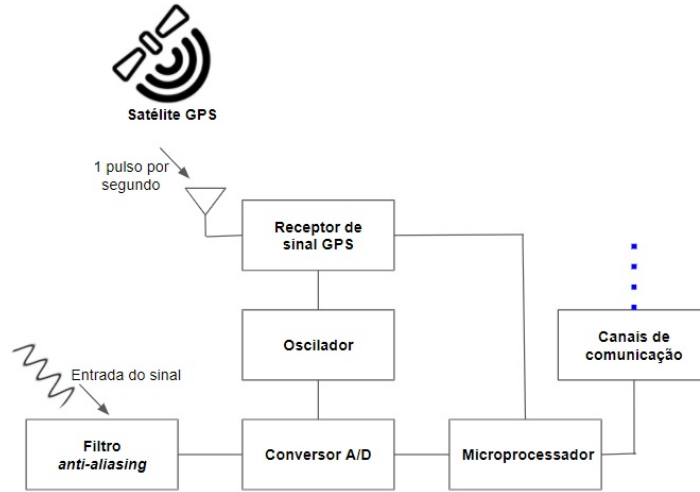 Satélite GPS
1 pulso por
segundo
Receptor de
sinal GPS
Oscilador
Canais de
comunicação
Entrada do sinal
Filtro
anti-aliasing
Conversor A/D
Microprocessador